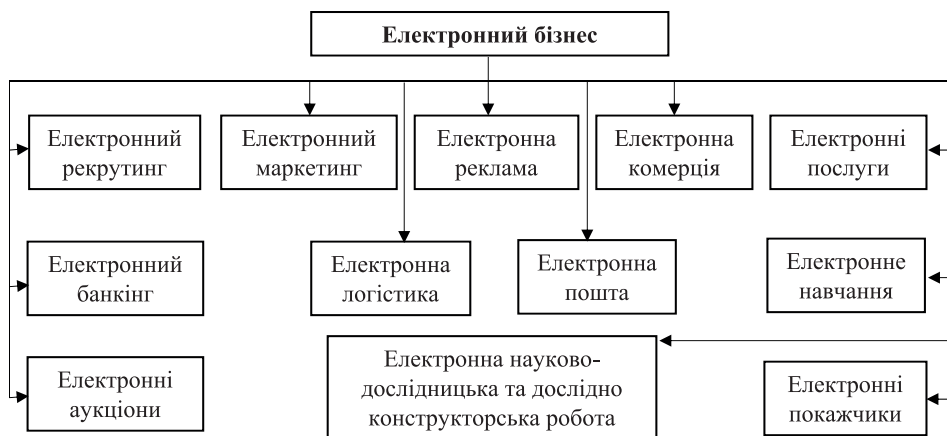 Електронний бізнес
Електронний
рекрутинг
Електронний
маркетинг
Електронна
реклама
Електронна
комерція
Електронні
послуги
Електронний
банкінг
Електронна
логістика
Електронна
пошта
Електронне
навчання
Електронні
аукціони
Електронна науково-
дослідницька та дослідно
конструкторська робота
Електронні
покажчики